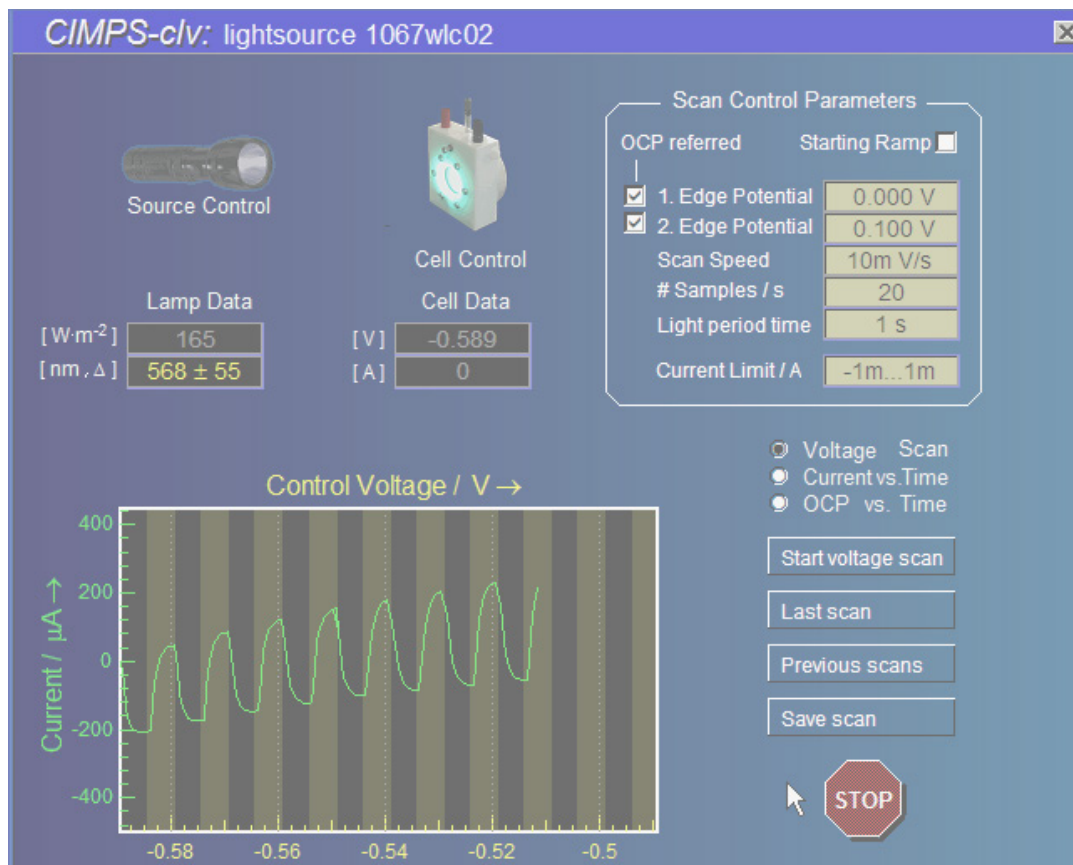 CIMPS-clv: lightsource 1067wlc02
Source Control
Cell Control
Lamp Data
[W·m-2] 165
[nm, Δ] 568 ± 55
Cell Data
[V] -0.589
[A] 0
Scan Control Parameters
OCP referred Starting Ramp
1. Edge Potential 0.000 V
2. Edge Potential 0.100 V
Scan Speed 10m V/s
# Samples / s 20
Light period time 1 s
Current Limit / A -1m...1m
Voltage Scan
Current vs. Time
OCP vs. Time
Start voltage scan
Last scan
Previous scans
Save scan
STOP
Control Voltage / V →
Current / µA →
400
200
0
-200
-400
-0.58 -0.56 -0.54 -0.52 -0.5